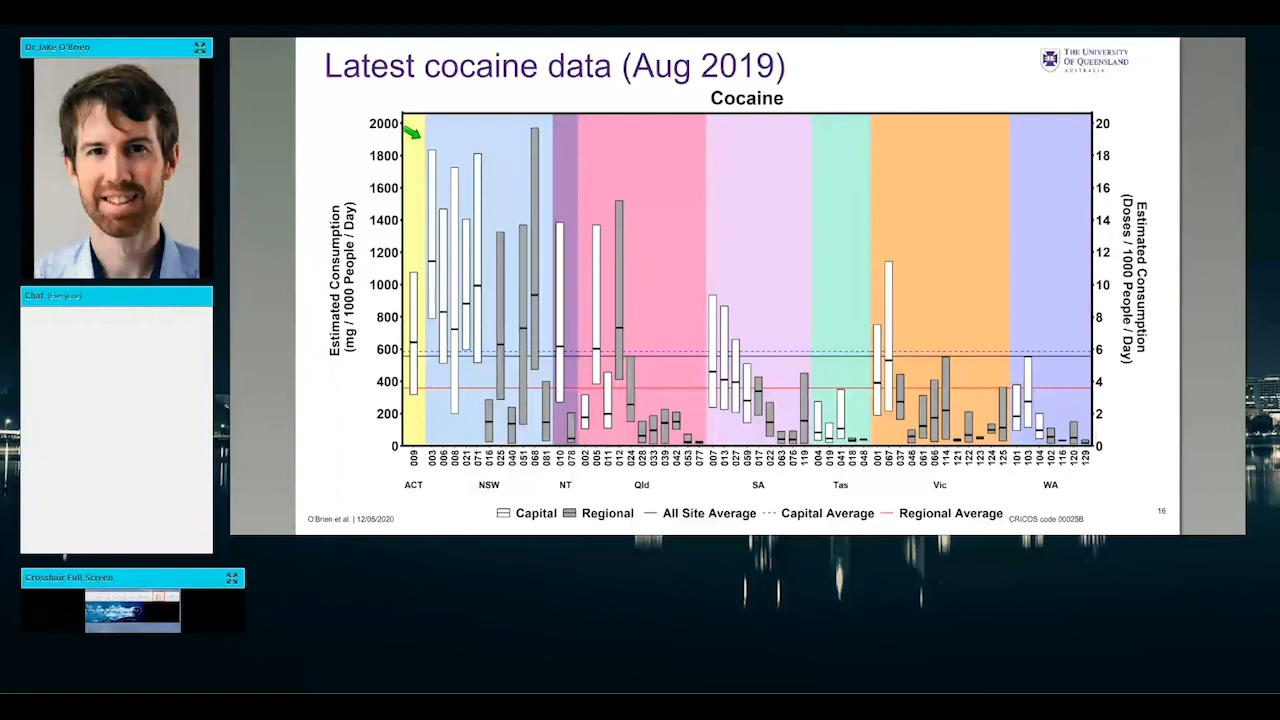 Dr Jake O'Brien
Chat (Everyone)
Crosshair Full Screen
Latest cocaine data (Aug 2019)
THE UNIVERSITY
OF QUEENSLAND
AUSTRALIA
Cocaine
Estimated Consumption
(mg / 1000 People / Day)
2000
1800
1600
1400
1200
1000
800
600
400
200
0
20
18
16
14
12
10
8
6
4
2
0
Estimated Consumption
(Doses / 1000 People / Day)
009 003 006 008 021 071 016 025 040 051 068 081 010 078 002 005 011 012 024 028 033 039 042 053 077 007 013 027 059 017 022 063 076 119 004 019 041 018 048 001 067 037 046 061 066 114 121 122 123 124 125 101 103 104 102 116 120 129
ACT NSW NT Qld SA Tas Vic WA
Capital Regional All Site Average Capital Average Regional Average
O'Brien et al. | 12/05/2020
CRICOS code 00025B
16